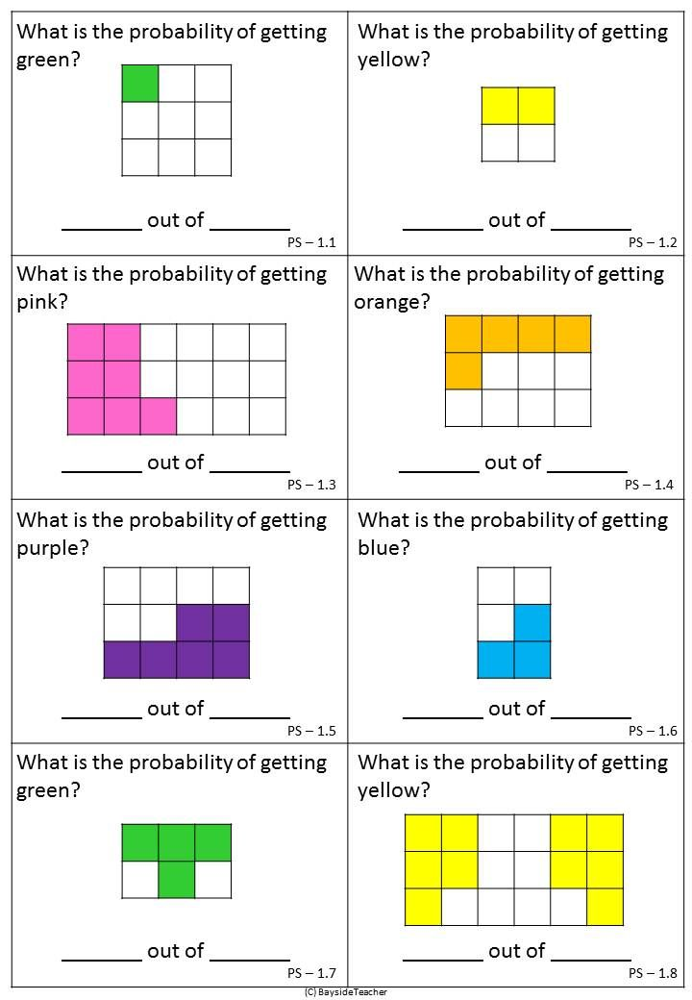 What is the probability of getting
green?
_______ out of _______
PS – 1.1
What is the probability of getting
yellow?
_______ out of _______
PS – 1.2
What is the probability of getting
pink?
_______ out of _______
PS – 1.3
What is the probability of getting
orange?
_______ out of _______
PS – 1.4
What is the probability of getting
purple?
_______ out of _______
PS – 1.5
What is the probability of getting
blue?
_______ out of _______
PS – 1.6
What is the probability of getting
green?
_______ out of _______
PS – 1.7
What is the probability of getting
yellow?
_______ out of _______
PS – 1.8
(C) BaysideTeacher